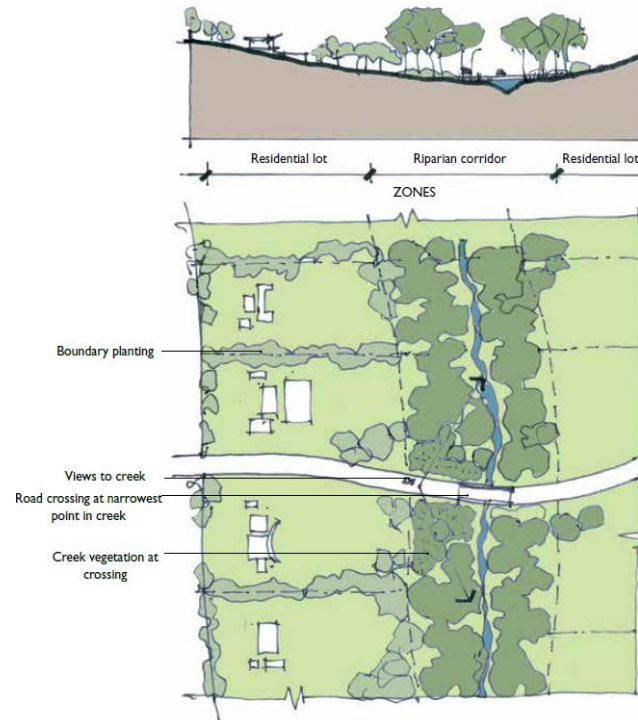 Residential lot
Riparian corridor
Residential lot
ZONES
Boundary planting
Views to creek
Road crossing at narrowest
point in creek
Creek vegetation at
crossing